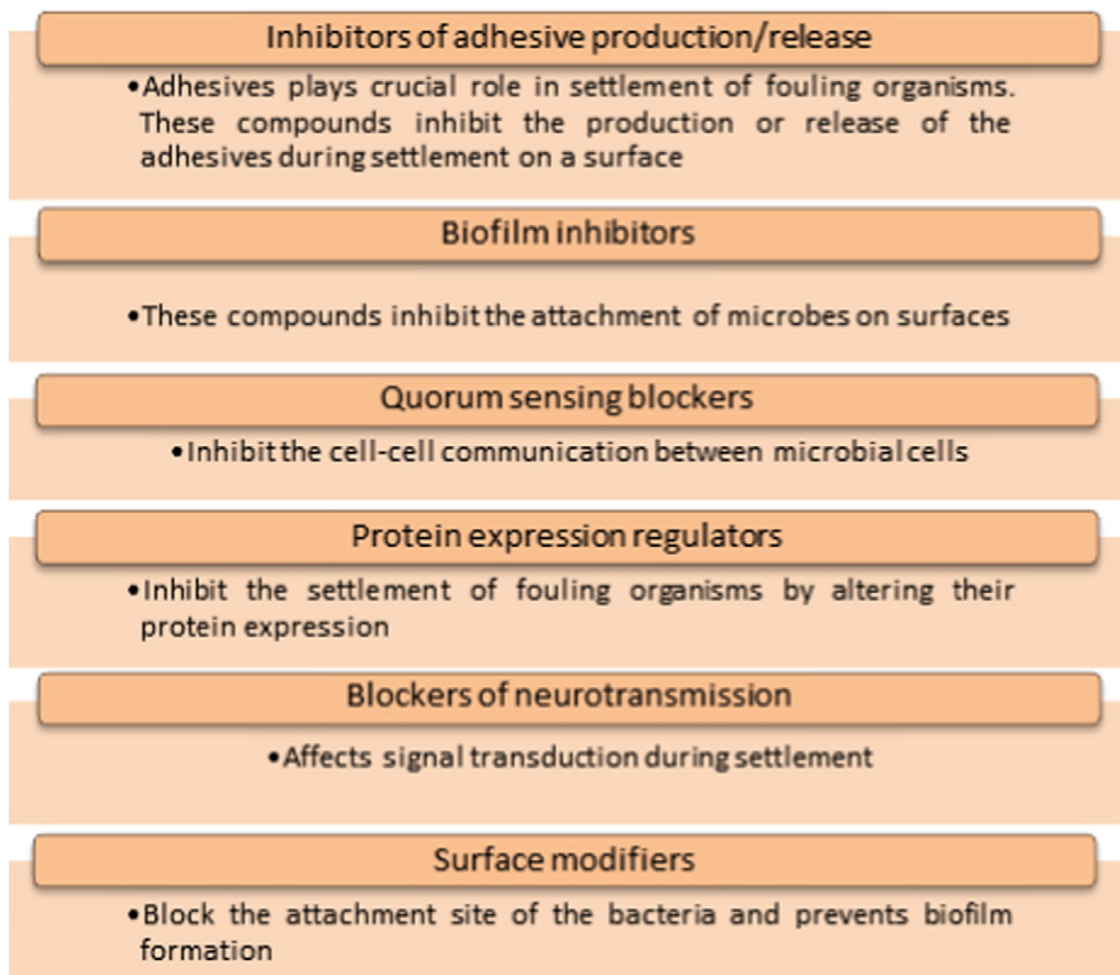 Inhibitors of adhesive production/release
•Adhesives plays crucial role in settlement of fouling organisms.
These compounds inhibit the production or release of the
adhesives during settlement on a surface
Biofilm inhibitors
•These compounds inhibit the attachment of microbes on surfaces
Quorum sensing blockers
•Inhibit the cell-cell communication between microbial cells
Protein expression regulators
•Inhibit the settlement of fouling organisms by altering their
protein expression
Blockers of neurotransmission
•Affects signal transduction during settlement
Surface modifiers
•Block the attachment site of the bacteria and prevents biofilm
formation